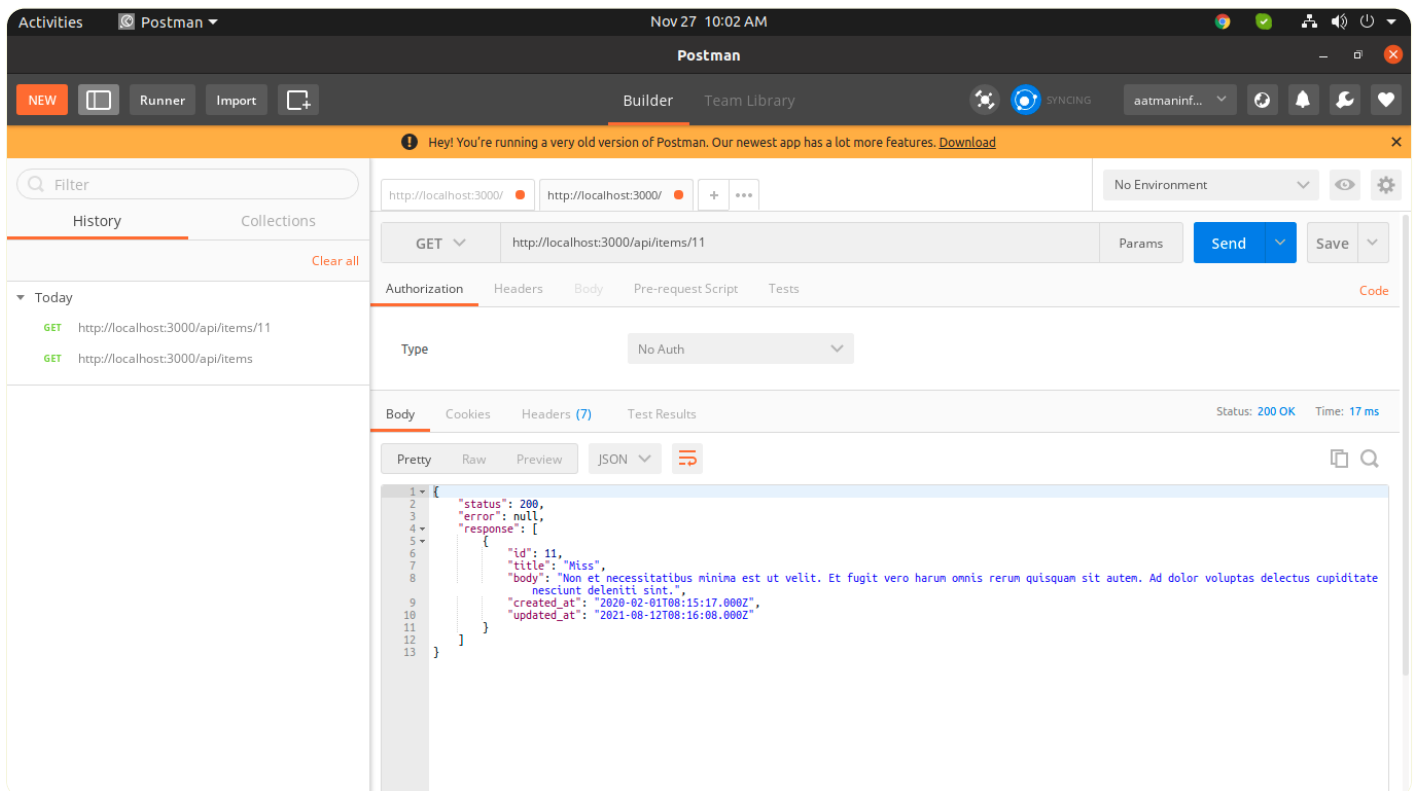 Activities Postman Nov 27 10:02 AM
Postman
NEW Runner Import Builder Team Library SYNCING aatmaninf...
Hey! You're running a very old version of Postman. Our newest app has a lot more features. Download
Filter
History Collections
Clear all
Today
GET http://localhost:3000/api/items/11
GET http://localhost:3000/api/items
http://localhost:3000/ http://localhost:3000/ + ••• No Environment
GET http://localhost:3000/api/items/11 Params Send Save
Authorization Headers Body Pre-request Script Tests Code
Type No Auth
Body Cookies Headers (7) Test Results Status: 200 OK Time: 17 ms
Pretty Raw Preview JSON
1 {
2 "status": 200,
3 "error": null,
4 "response": [
5 {
6 "id": 11,
7 "title": "Miss",
8 "body": "Non et necessitatibus minima est ut velit. Et fugit vero harum omnis rerum quisquam sit autem. Ad dolor voluptas delectus cupiditate
nesciunt deleniti sint.",
9 "created_at": "2020-02-01T08:15:17.000Z",
10 "updated_at": "2021-08-12T08:16:08.000Z"
11 }
12 ]
13 }